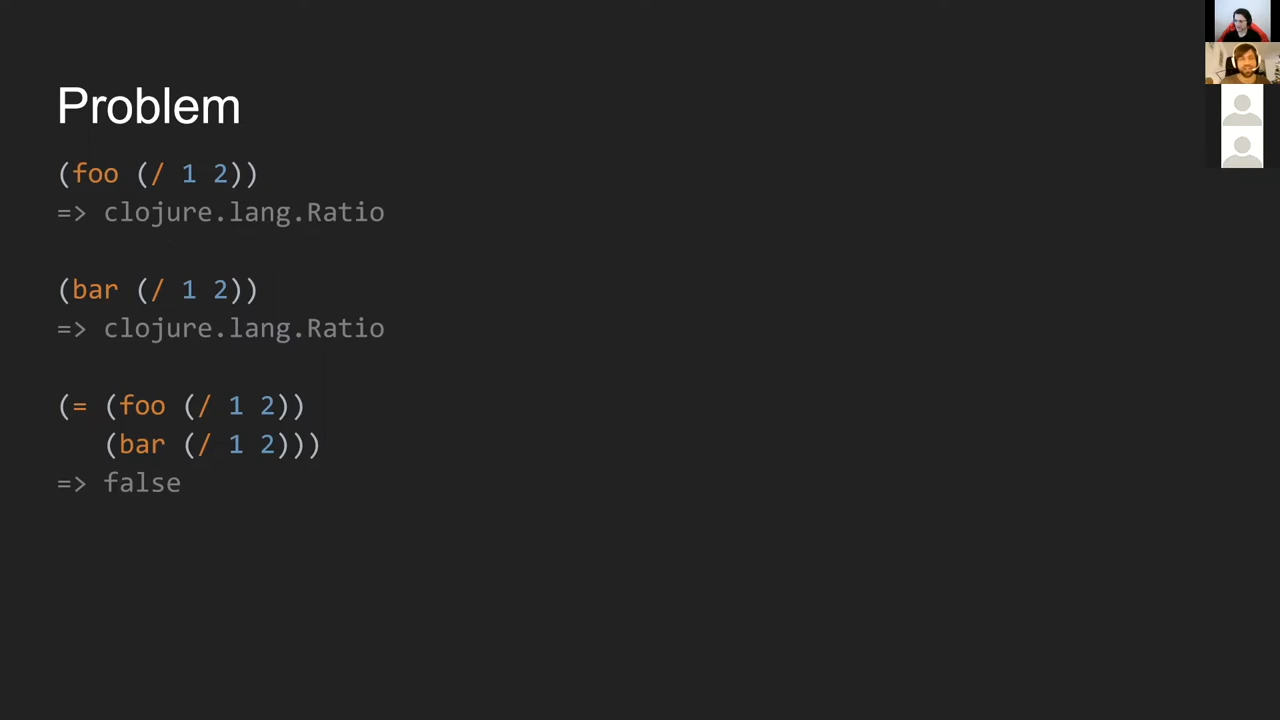 Problem
(foo (/ 1 2))
=> clojure.lang.Ratio
(bar (/ 1 2))
=> clojure.lang.Ratio
(= (foo (/ 1 2))
(bar (/ 1 2)))
=> false